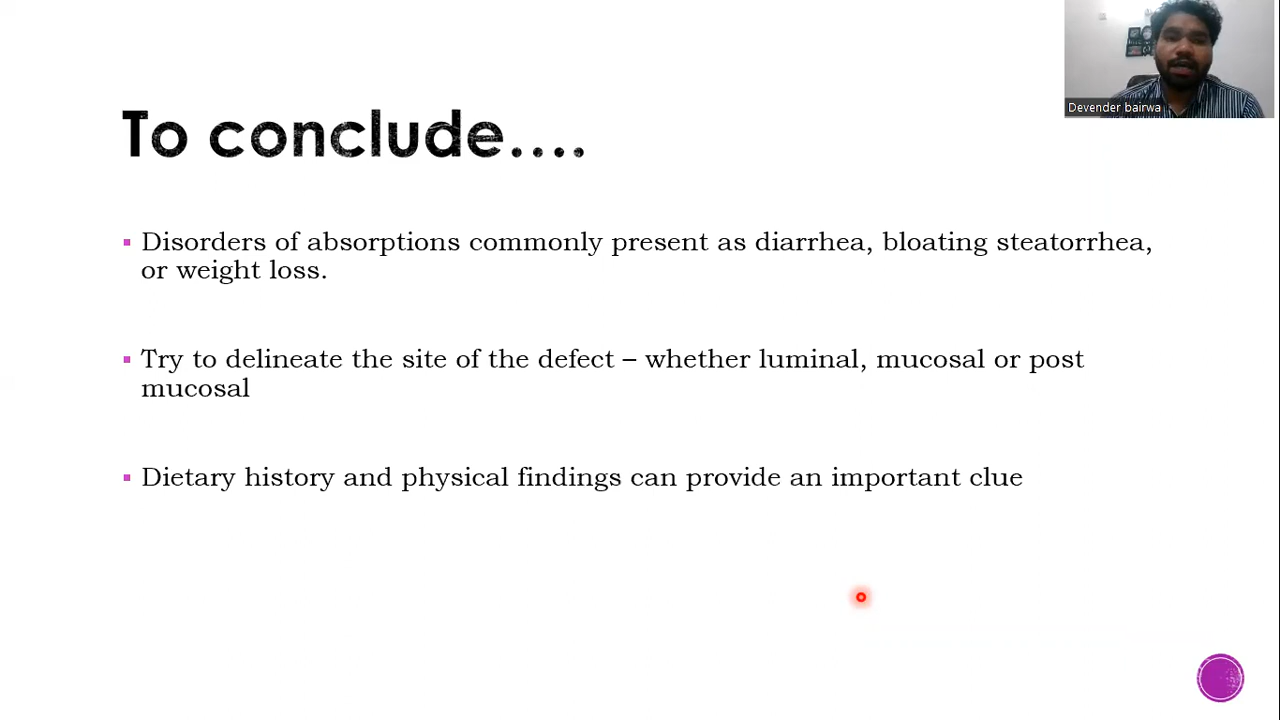 Devender bairwa
To conclude....
Disorders of absorptions commonly present as diarrhea, bloating steatorrhea,
or weight loss.
Try to delineate the site of the defect – whether luminal, mucosal or post
mucosal
Dietary history and physical findings can provide an important clue